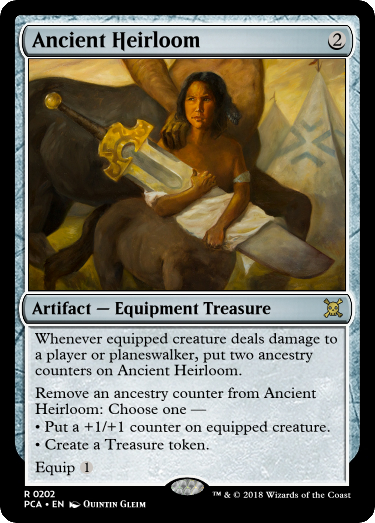 Ancient Heirloom 2
Artifact — Equipment Treasure
Whenever equipped creature deals damage to
a player or planeswalker, put two ancestry
counters on Ancient Heirloom.
Remove an ancestry counter from Ancient
Heirloom: Choose one —
• Put a +1/+1 counter on equipped creature.
• Create a Treasure token.
Equip 1
R 0202
PCA • EN Quintin Gleim
™ & © 2018 Wizards of the Coast